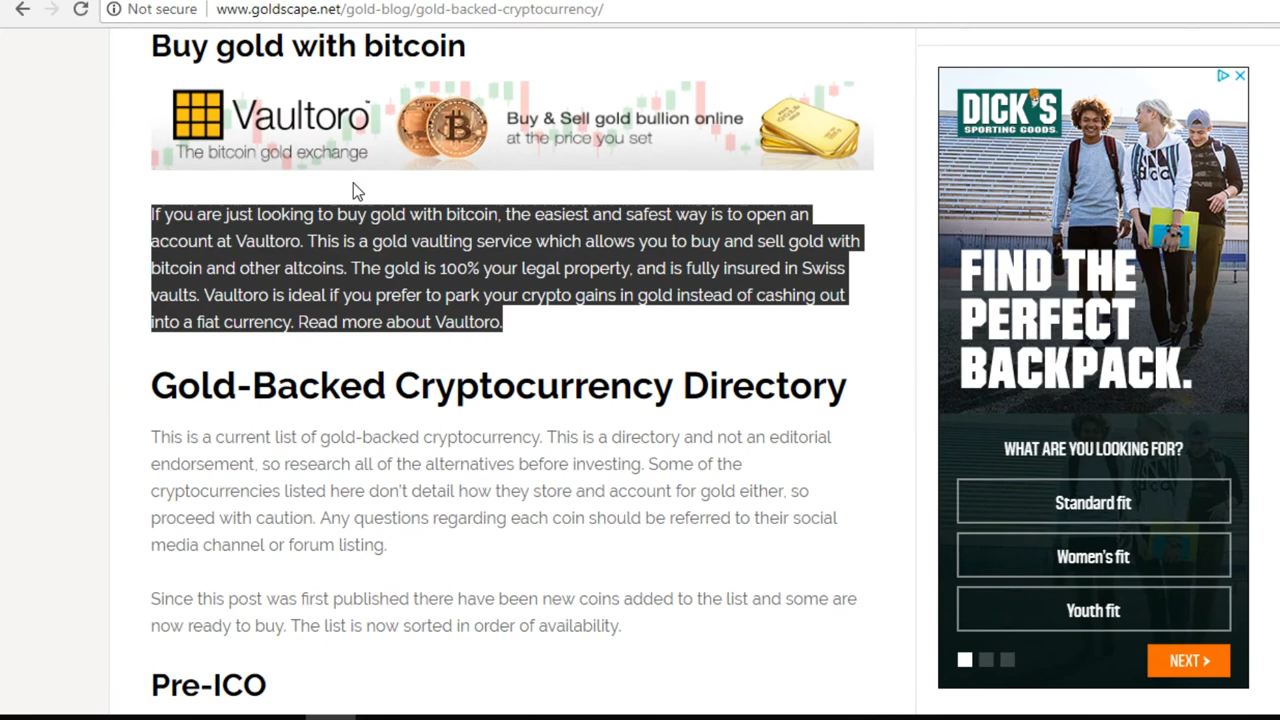 Not secure
www.goldscape.net/gold-blog/gold-backed-cryptocurrency/
Buy gold with bitcoin
Vaultoro™
The bitcoin gold exchange
Buy & Sell gold bullion online
at the price you set
If you are just looking to buy gold with bitcoin, the easiest and safest way is to open an
account at Vaultoro. This is a gold vaulting service which allows you to buy and sell gold with
bitcoin and other altcoins. The gold is 100% your legal property, and is fully insured in Swiss
vaults. Vaultoro is ideal if you prefer to park your crypto gains in gold instead of cashing out
into a fiat currency. Read more about Vaultoro.
Gold-Backed Cryptocurrency Directory
This is a current list of gold-backed cryptocurrency. This is a directory and not an editorial
endorsement, so research all of the alternatives before investing. Some of the
cryptocurrencies listed here don't detail how they store and account for gold either, so
proceed with caution. Any questions regarding each coin should be referred to their social
media channel or forum listing.
Since this post was first published there have been new coins added to the list and some are
now ready to buy. The list is now sorted in order of availability.
Pre-ICO
DICK'S
SPORTING GOODS.
FIND THE
PERFECT
BACKPACK.
WHAT ARE YOU LOOKING FOR?
Standard fit
Women's fit
Youth fit
NEXT >